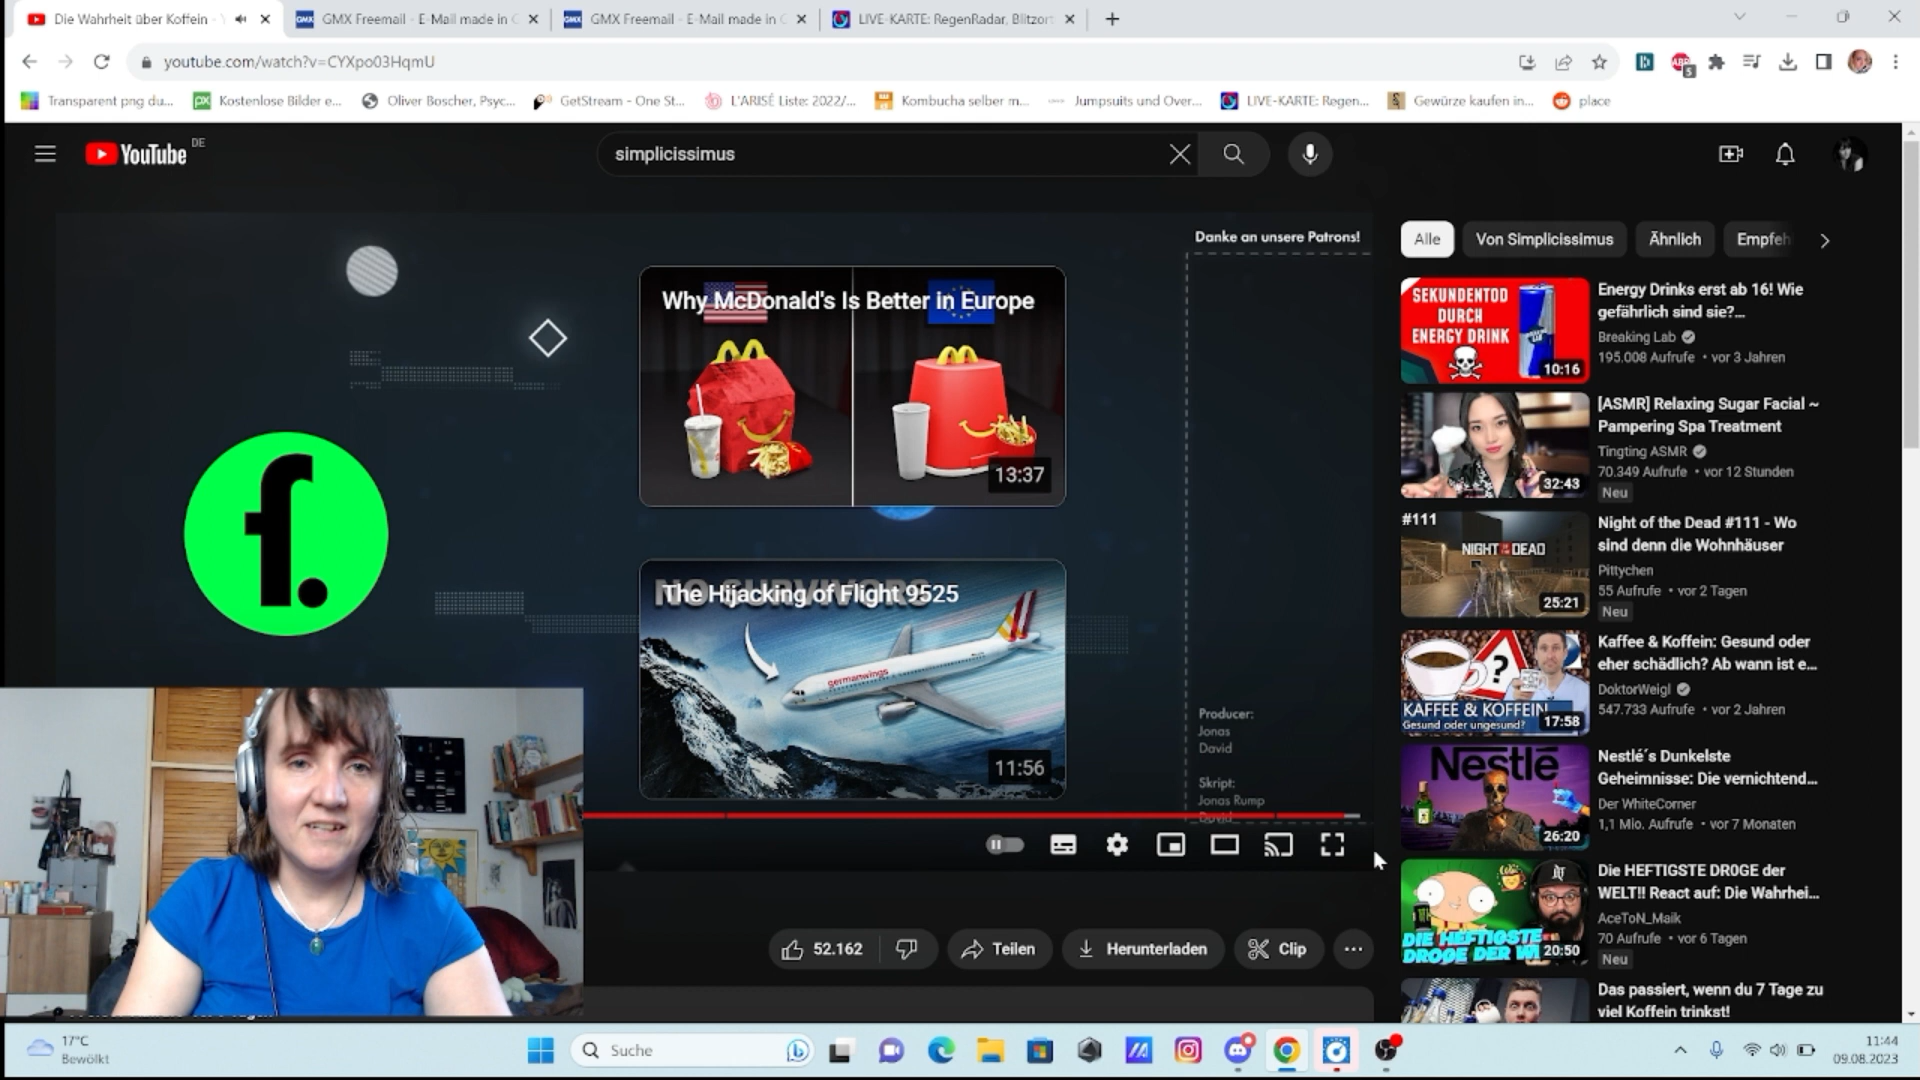 Die Wahrheit über Koffein -
GMX Freemail - E-Mail made in G
GMX Freemail - E-Mail made in G
LIVE-KARTE: RegenRadar, Blitzort
youtube.com/watch?v=CYXpo03HqmU
Transparent png du...
Kostenlose Bilder e...
Oliver Boscher, Psyc...
GetStream - One St...
L'ARISÉ Liste: 2022/...
Kombucha selber m...
Jumpsuits und Over...
LIVE-KARTE: Regen...
Gewürze kaufen in...
place
YouTube DE
simplicissimus
Danke an unsere Patrons!
Why McDonald's Is Better in Europe
13:37
f.
NO SURVIVORS
The Hijacking of Flight 9525
germanwings
11:56
Producer:
Jonas
David
Skript:
Jonas Rump
David
52.162
Teilen
Herunterladen
Clip
Alle
Von Simplicissimus
Ähnlich
Empfeh
SEKUNDENTOD
DURCH
ENERGY DRINK
10:16
Energy Drinks erst ab 16! Wie
gefährlich sind sie?...
Breaking Lab
195.008 Aufrufe • vor 3 Jahren
32:43
[ASMR] Relaxing Sugar Facial ~
Pampering Spa Treatment
Tingting ASMR
70.349 Aufrufe • vor 12 Stunden
Neu
#111
NIGHT OF THE DEAD
25:21
Night of the Dead #111 - Wo
sind denn die Wohnhäuser
Pittychen
55 Aufrufe • vor 2 Tagen
Neu
?
KAFFEE & KOFFEIN
Gesund oder ungesund?
17:58
Kaffee & Koffein: Gesund oder
eher schädlich? Ab wann ist e...
DoktorWeigl
547.733 Aufrufe • vor 2 Jahren
Nestlé
26:20
Nestlé´s Dunkelste
Geheimnisse: Die vernichtend...
Der WhiteCorner
1,1 Mio. Aufrufe • vor 7 Monaten
DIE HEFTIGSTE
DROGE DER WE
20:50
Die HEFTIGSTE DROGE der
WELT!! React auf: Die Wahrhei...
AceToN_Maik
70 Aufrufe • vor 6 Tagen
Neu
Das passiert, wenn du 7 Tage zu
viel Koffein trinkst!
17°C
Bewölkt
Suche
11:44
09.08.2023